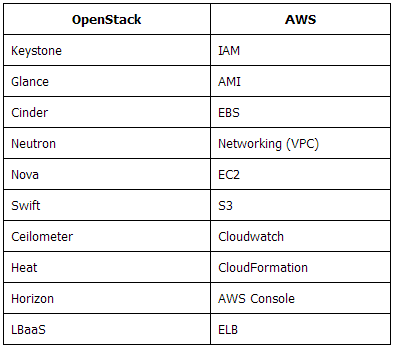 OpenStack AWS
Keystone IAM
Glance AMI
Cinder EBS
Neutron Networking (VPC)
Nova EC2
Swift S3
Ceilometer Cloudwatch
Heat CloudFormation
Horizon AWS Console
LBaaS ELB